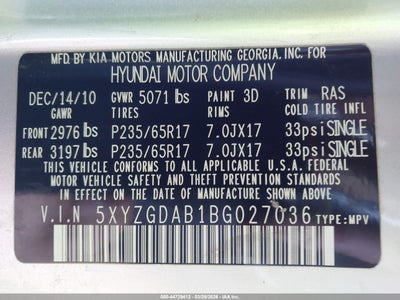 MFD. BY KIA MOTORS MANUFACTURING GEORGIA, INC. FOR
HYUNDAI MOTOR COMPANY
DEC/14/10 GVWR 5071 lbs PAINT 3D TRIM RAS
GAWR TIRES RIMS COLD TIRE INFL
FRONT 2976 lbs P235/65R17 7.0JX17 33psi SINGLE
REAR 3197 lbs P235/65R17 7.0JX17 33psi SINGLE
THIS VEHICLE CONFORMS TO ALL APPLICABLE U.S.A. FEDERAL
MOTOR VEHICLE SAFETY, BUMPER, AND THEFT PREVENTION
STANDARDS IN EFFECT ON THE DATE OF MANUFACTURE SHOWN ABOVE.
V.I.N 5XYZGDAB1BG027036 TYPE:MPV